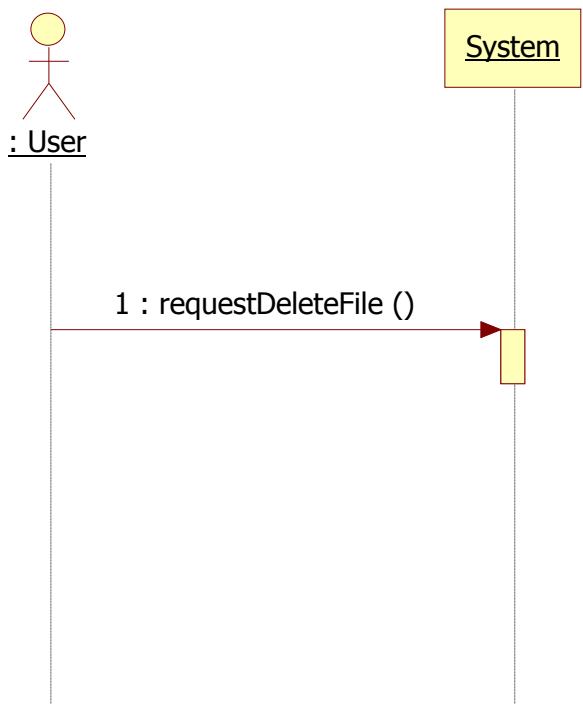 System
: User
1 : requestDeleteFile ()